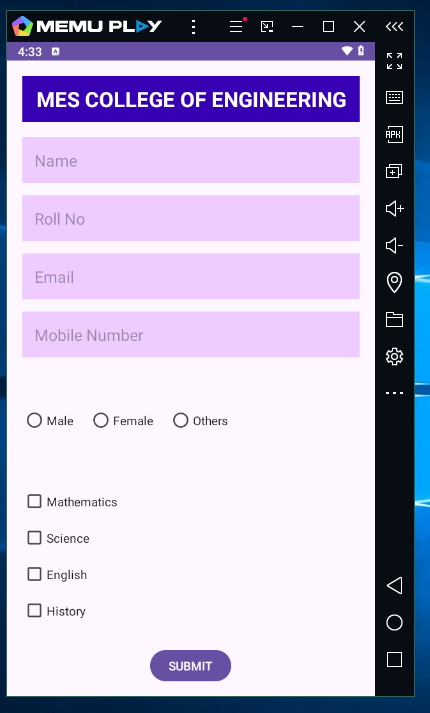 MEMU PLAY
4:33 A
MES COLLEGE OF ENGINEERING
APK
Name
Roll No
Email
Mobile Number
Male Female Others
Mathematics
Science
English
History
SUBMIT